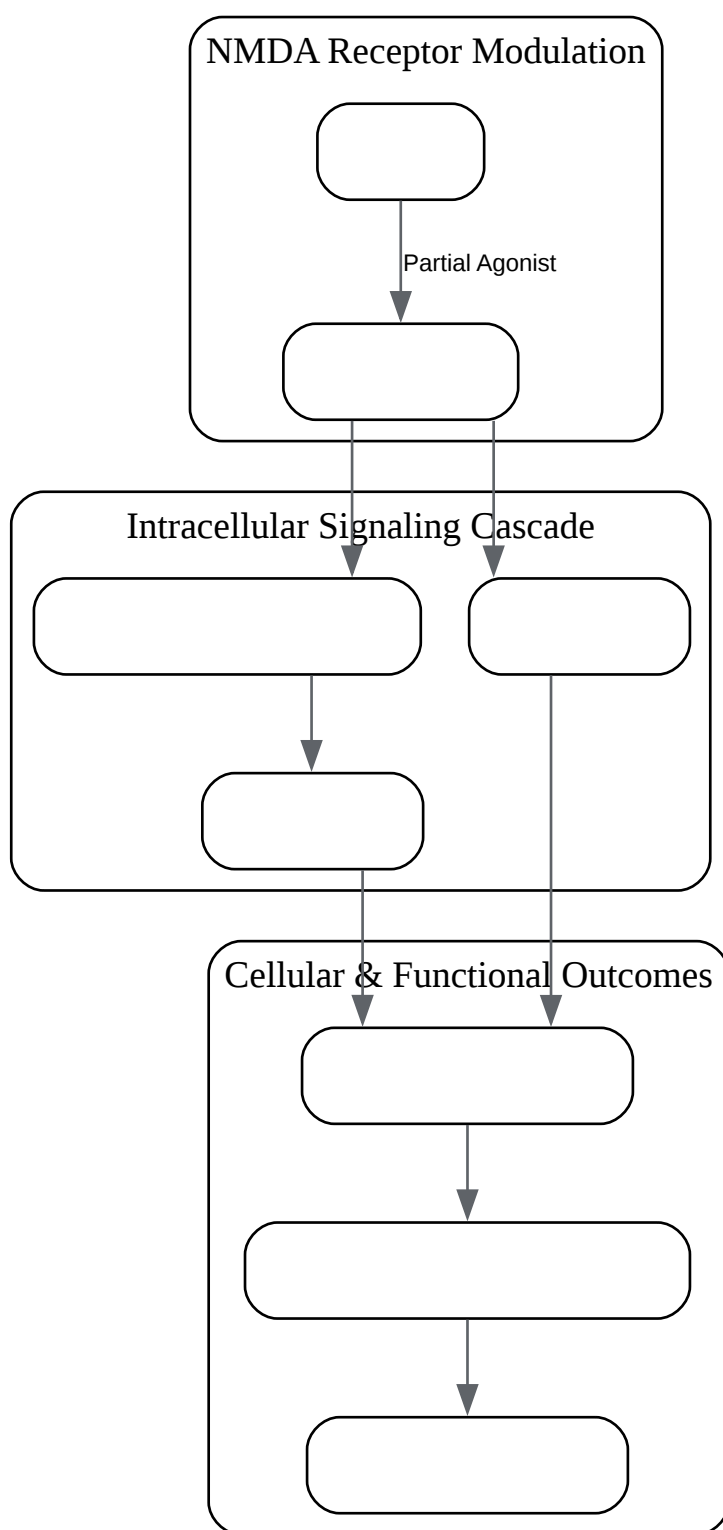 NMDA Receptor Modulation
Partial Agonist
Intracellular Signaling Cascade
Cellular & Functional Outcomes